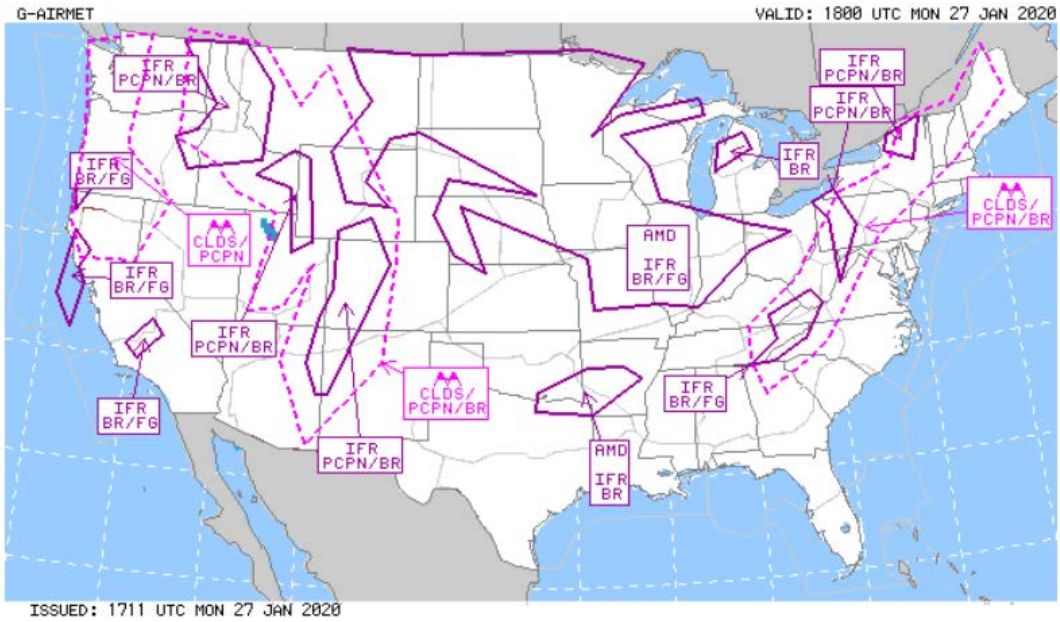 G-AIRMET
VALID: 1800 UTC MON 27 JAN 2020
IFR
PCPN/BR
IFR
PCPN/BR
IFR
PCPN/BR
IFR
BR
IFR
BR/FG
CLDS/
PCPN/BR
CLDS/
PCPN
AMD
IFR
BR/FG
IFR
BR/FG
IFR
PCPN/BR
CLDS/
PCPN/BR
IFR
BR/FG
IFR
BR/FG
IFR
PCPN/BR
AMD
IFR
BR
ISSUED: 1711 UTC MON 27 JAN 2020